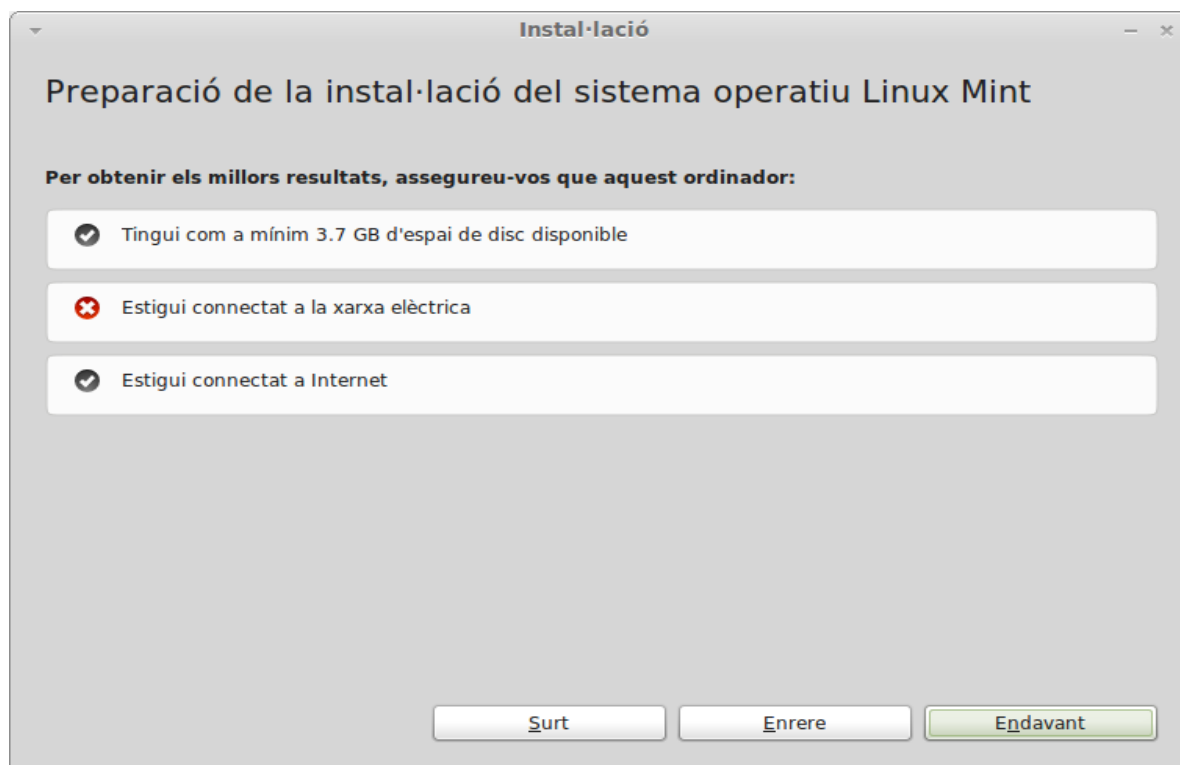 Instal·lació
Preparació de la instal·lació del sistema operatiu Linux Mint
Per obtenir els millors resultats, assegureu-vos que aquest ordinador:
Tingui com a mínim 3.7 GB d'espai de disc disponible
Estigui connectat a la xarxa elèctrica
Estigui connectat a Internet
Surt Enrere Endavant